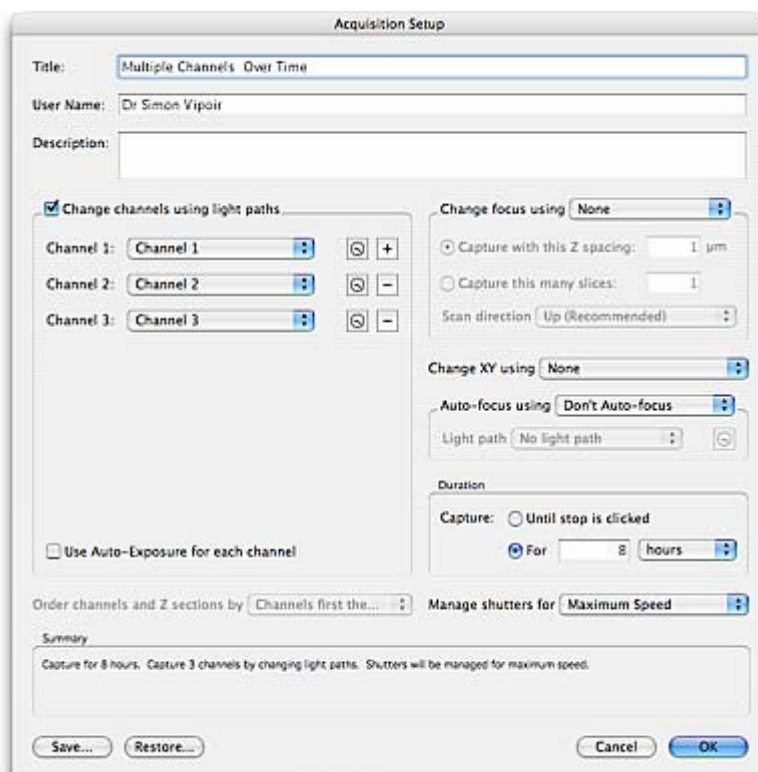 Acquisition Setup
Title: Multiple Channels Over Time
User Name: Dr Simon Vipoir
Description:
Change channels using light paths
Channel 1: Channel 1
Channel 2: Channel 2
Channel 3: Channel 3
Use Auto-Exposure for each channel
Change focus using None
Capture with this Z spacing: 1 µm
Capture this many slices: 1
Scan direction Up (Recommended)
Change XY using None
Auto-focus using Don't Auto-focus
Light path No light path
Duration
Capture: Until stop is clicked
For 8 hours
Order channels and Z sections by Channels first the...
Manage shutters for Maximum Speed
Summary
Capture for 8 hours. Capture 3 channels by changing light paths. Shutters will be managed for maximum speed.
Save... Restore... Cancel OK